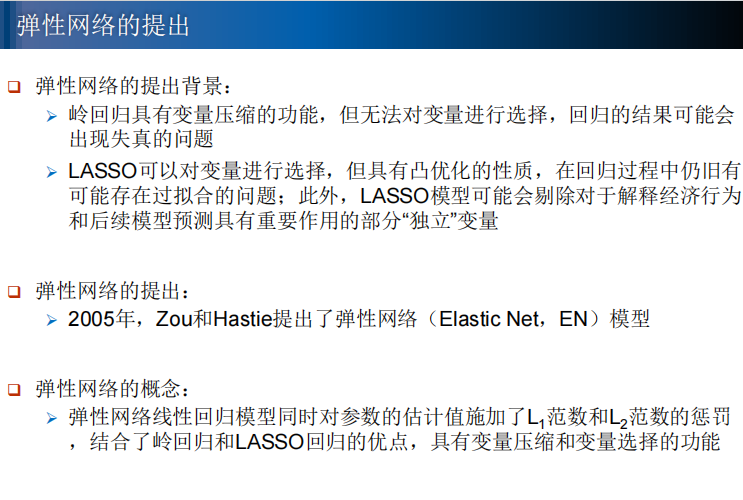 弹性网络的提出
弹性网络的提出背景：
岭回归具有变量压缩的功能，但无法对变量进行选择，回归的结果可能会
出现失真的问题
LASSO可以对变量进行选择，但具有凸优化的性质，在回归过程中仍旧有
可能存在过拟合的问题；此外，LASSO模型可能会剔除对于解释经济行为
和后续模型预测具有重要作用的部分“独立”变量
弹性网络的提出：
2005年，Zou和Hastie提出了弹性网络（Elastic Net，EN）模型
弹性网络的概念：
弹性网络线性回归模型同时对参数的估计值施加了L₁范数和L₂范数的惩罚
，结合了岭回归和LASSO回归的优点，具有变量压缩和变量选择的功能